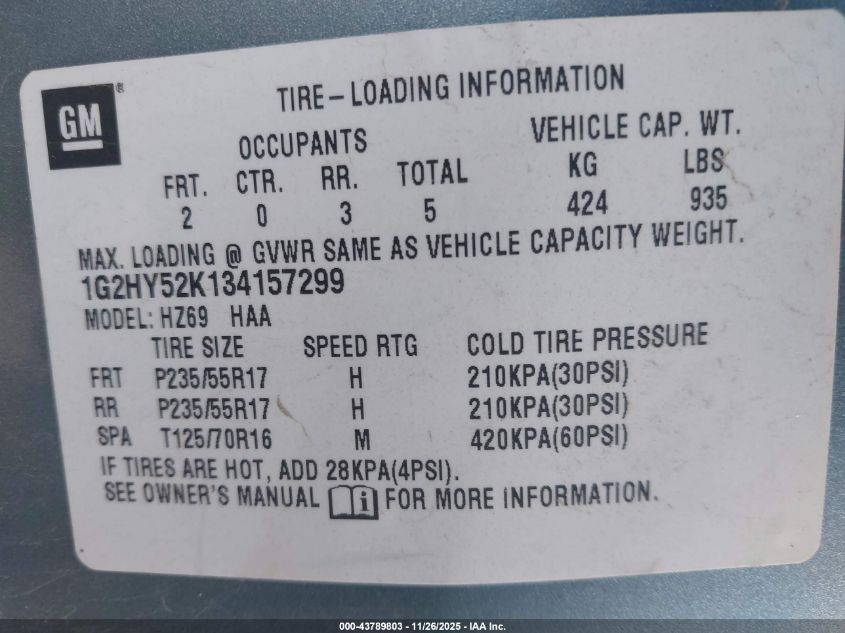 GM®
TIRE-LOADING INFORMATION
OCCUPANTS VEHICLE CAP. WT.
FRT. CTR. RR. TOTAL KG LBS
2 0 3 5 424 935
MAX. LOADING @ GVWR SAME AS VEHICLE CAPACITY WEIGHT.
1G2HY52K134157299
MODEL: HZ69 HAA
TIRE SIZE SPEED RTG COLD TIRE PRESSURE
FRT P235/55R17 H 210KPA(30PSI)
RR P235/55R17 H 210KPA(30PSI)
SPA T125/70R16 M 420KPA(60PSI)
IF TIRES ARE HOT, ADD 28KPA(4PSI).
SEE OWNER'S MANUAL i FOR MORE INFORMATION.
000-43789803 - 11/26/2025 - IAA Inc.